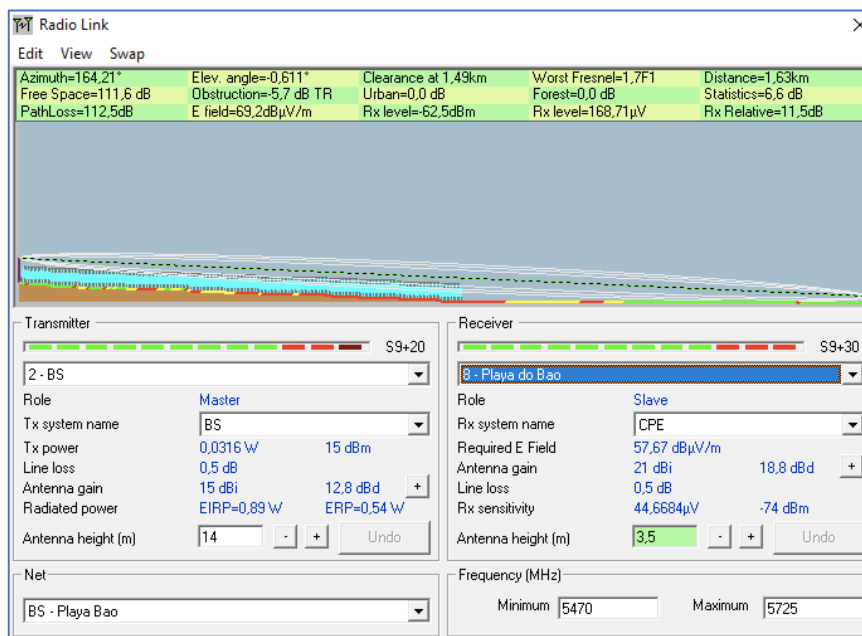 Radio Link
Edit View Swap
Azimuth=164,21° Elev. angle=-0,611° Clearance at 1,49km Worst Fresnel=1,7F1 Distance=1,63km
Free Space=111,6 dB Obstruction=-5,7 dB TR Urban=0,0 dB Forest=0,0 dB Statistics=6,6 dB
PathLoss=112,5dB E field=69,2dBµV/m Rx level=-62,5dBm Rx level=168,71µV Rx Relative=11,5dB
Transmitter
S9+20
2 - BS
Role Master
Tx system name BS
Tx power 0,0316 W 15 dBm
Line loss 0,5 dB
Antenna gain 15 dBi 12,8 dBd +
Radiated power EIRP=0,89 W ERP=0,54 W
Antenna height (m) 14 - + Undo
Net
BS - Playa Bao
Receiver
S9+30
8 - Playa do Bao
Role Slave
Rx system name CPE
Required E Field 57,67 dBµV/m
Antenna gain 21 dBi 18,8 dBd +
Line loss 0,5 dB
Rx sensitivity 44,6684µV -74 dBm
Antenna height (m) 3,5 - + Undo
Frequency (MHz)
Minimum 5470 Maximum 5725